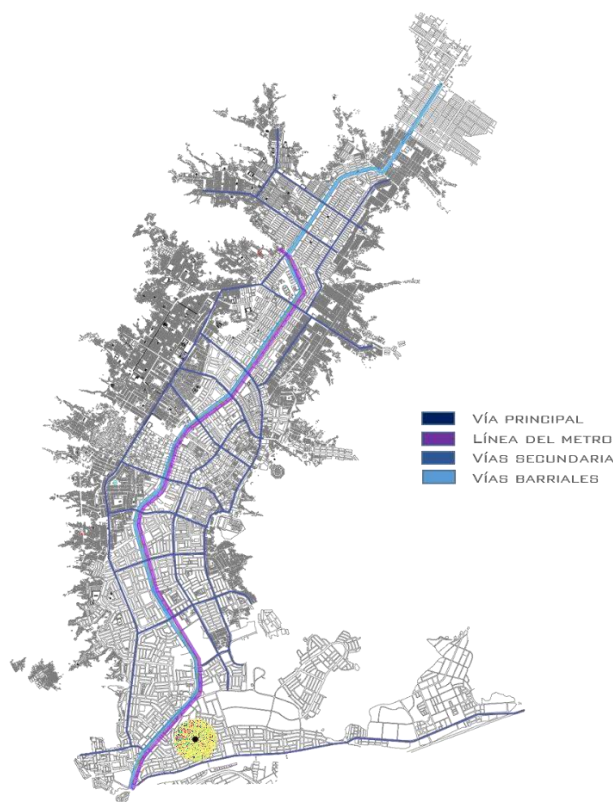 VÍA PRINCIPAL
LÍNEA DEL METRO
VÍAS SECUNDARIA
VÍAS BARRIALES